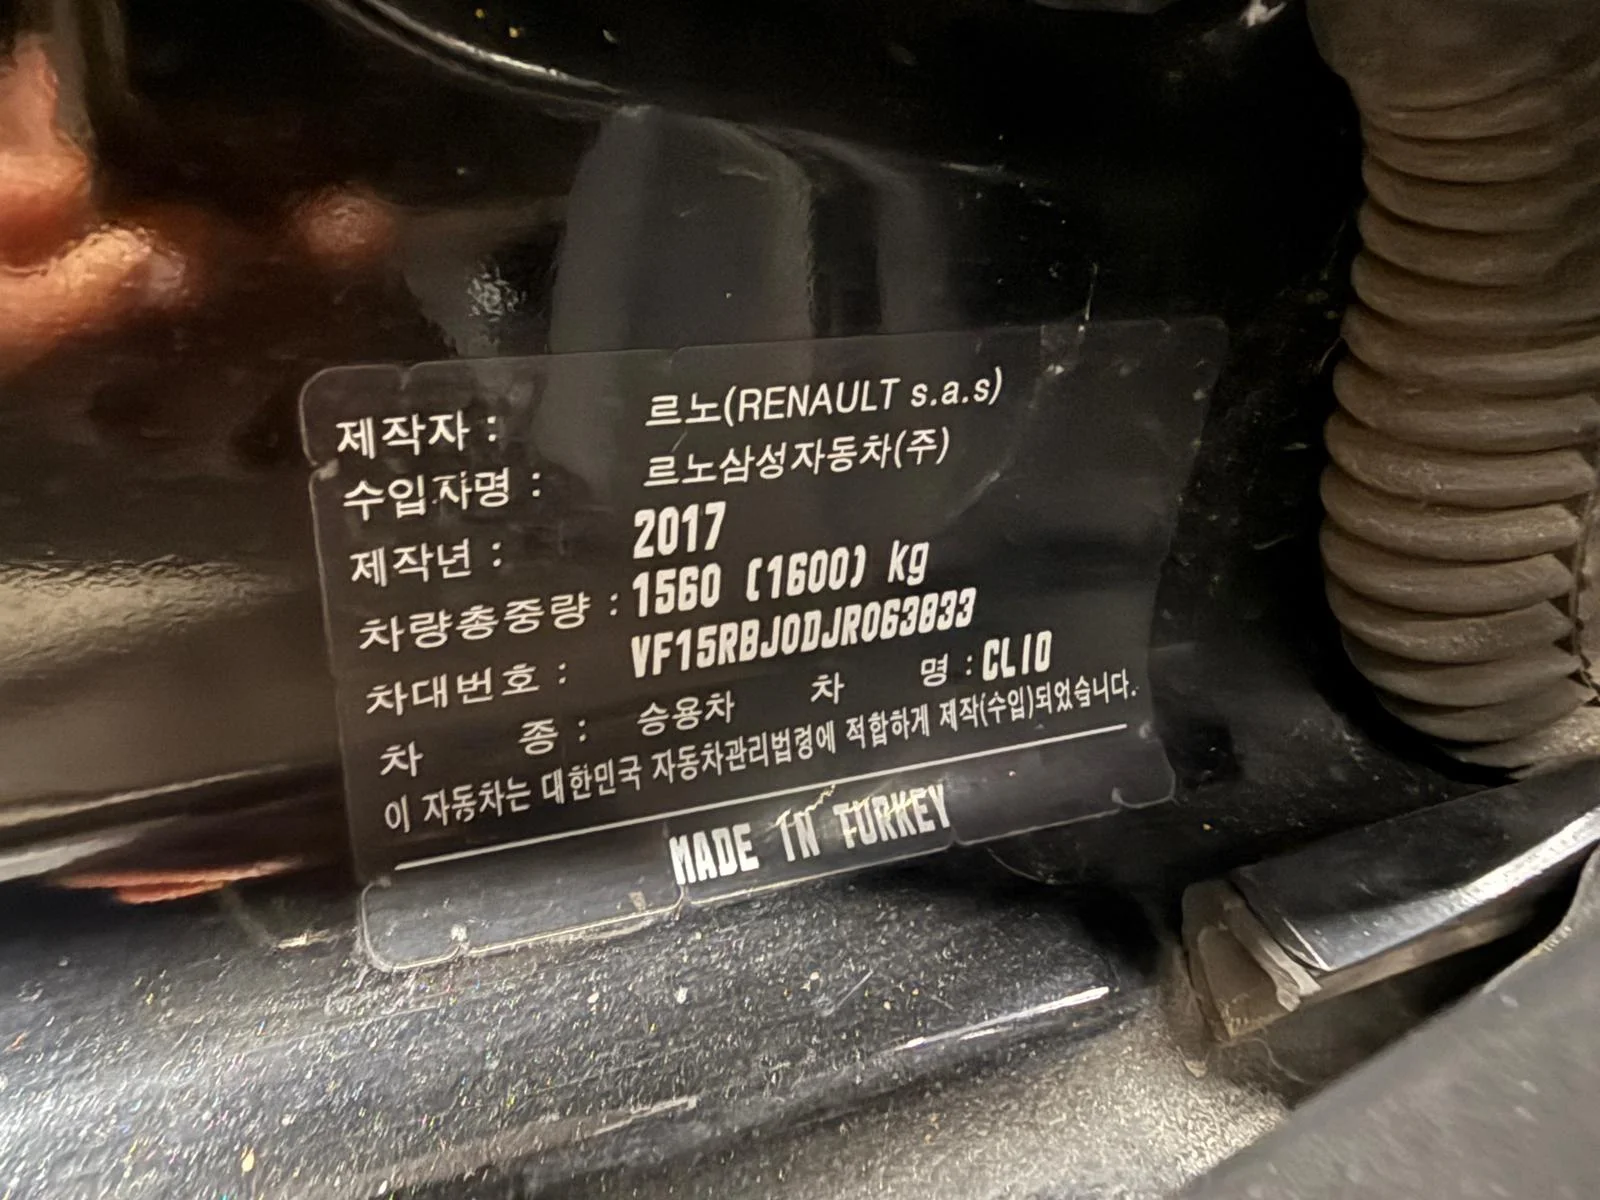 제작자 : 르노(RENAULT s.a.s)
수입자명 : 르노삼성자동차(주)
제작년 : 2017
차량총중량 : 1560 (1600) kg
차대번호 : VF15RBJ0DJR063833
차 종 : 승용차 차 명 : CLIO
이 자동차는 대한민국 자동차관리법령에 적합하게 제작(수입)되었습니다.
MADE IN TURKEY